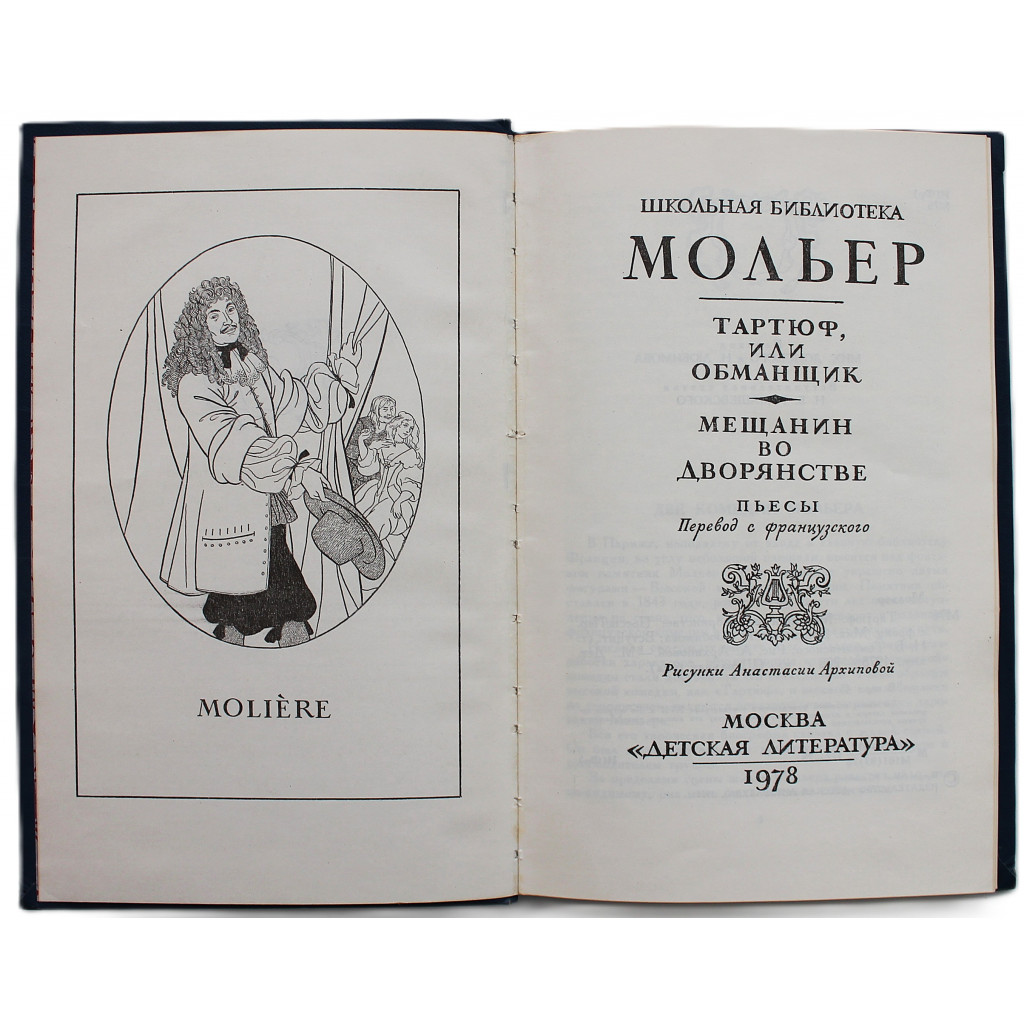 MOLIÈRE
ШКОЛЬНАЯ БИБЛИОТЕКА
МОЛЬЕР
ТАРТЮФ,
ИЛИ
ОБМАНЩИК
МЕЩАНИН
ВО
ДВОРЯНСТВЕ
ПЬЕСЫ
Перевод с французского
Рисунки Анастасии Архиповой
МОСКВА
«ДЕТСКАЯ ЛИТЕРАТУРА»
1978